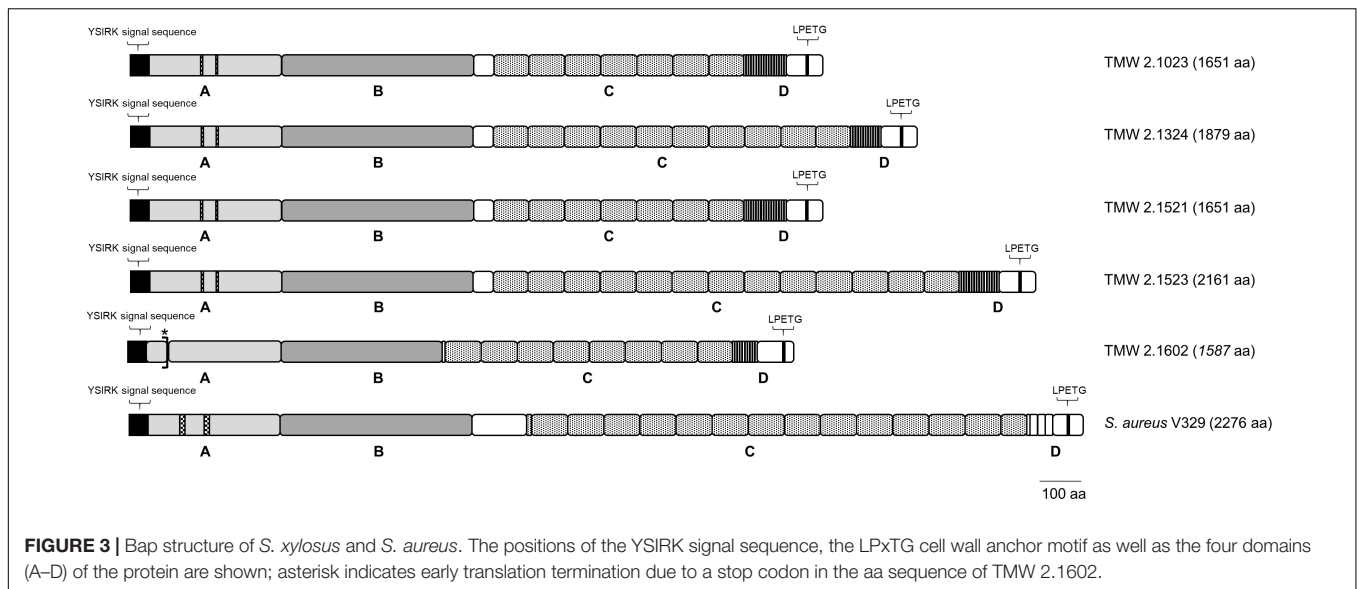 YSIRK signal sequence
LPETG
TMW 2.1023 (1651 aa)
A B C D
YSIRK signal sequence
LPETG
TMW 2.1324 (1879 aa)
A B C D
YSIRK signal sequence
LPETG
TMW 2.1521 (1651 aa)
A B C D
YSIRK signal sequence
LPETG
TMW 2.1523 (2161 aa)
A B C D
YSIRK signal sequence
LPETG
*
TMW 2.1602 (1587 aa)
A B C D
YSIRK signal sequence
LPETG
S. aureus V329 (2276 aa)
A B C D
100 aa
FIGURE 3 | Bap structure of S. xylosus and S. aureus. The positions of the YSIRK signal sequence, the LPxTG cell wall anchor motif as well as the four domains
(A–D) of the protein are shown; asterisk indicates early translation termination due to a stop codon in the aa sequence of TMW 2.1602.